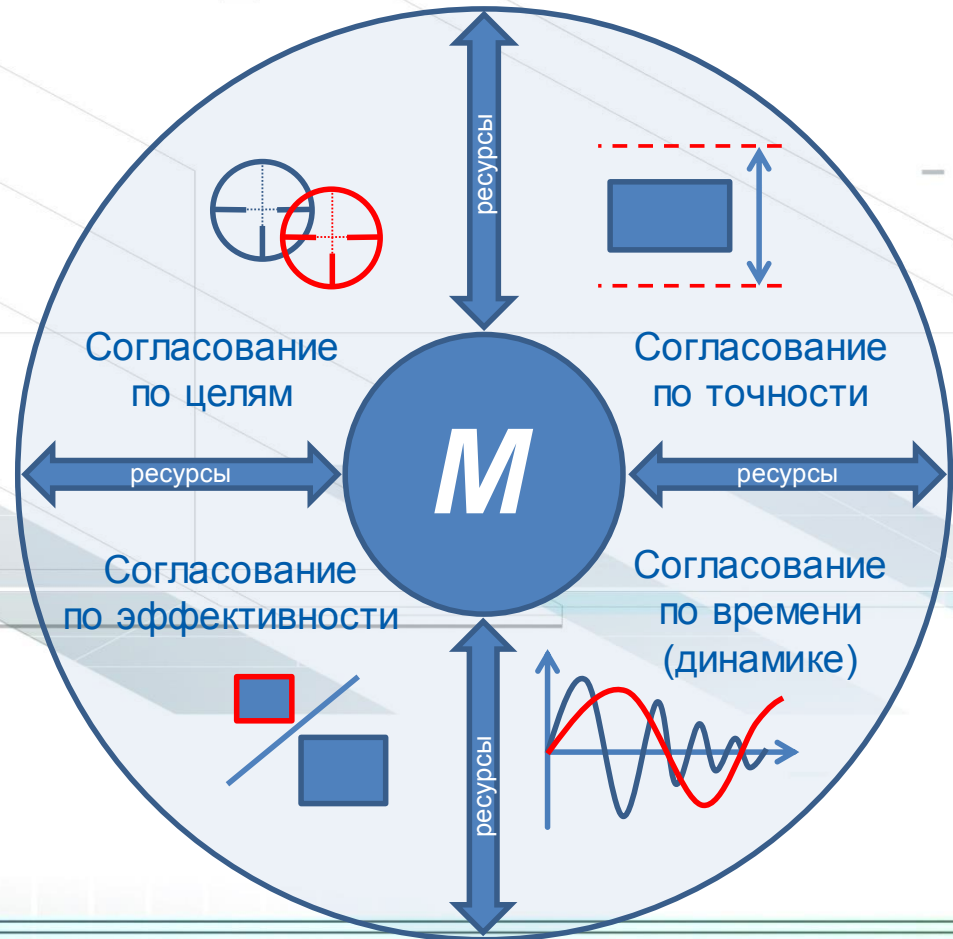 ресурсы
Согласование
по целям
Согласование
по точности
ресурсы
М
ресурсы
Согласование
по эффективности
Согласование
по времени
(динамике)
ресурсы